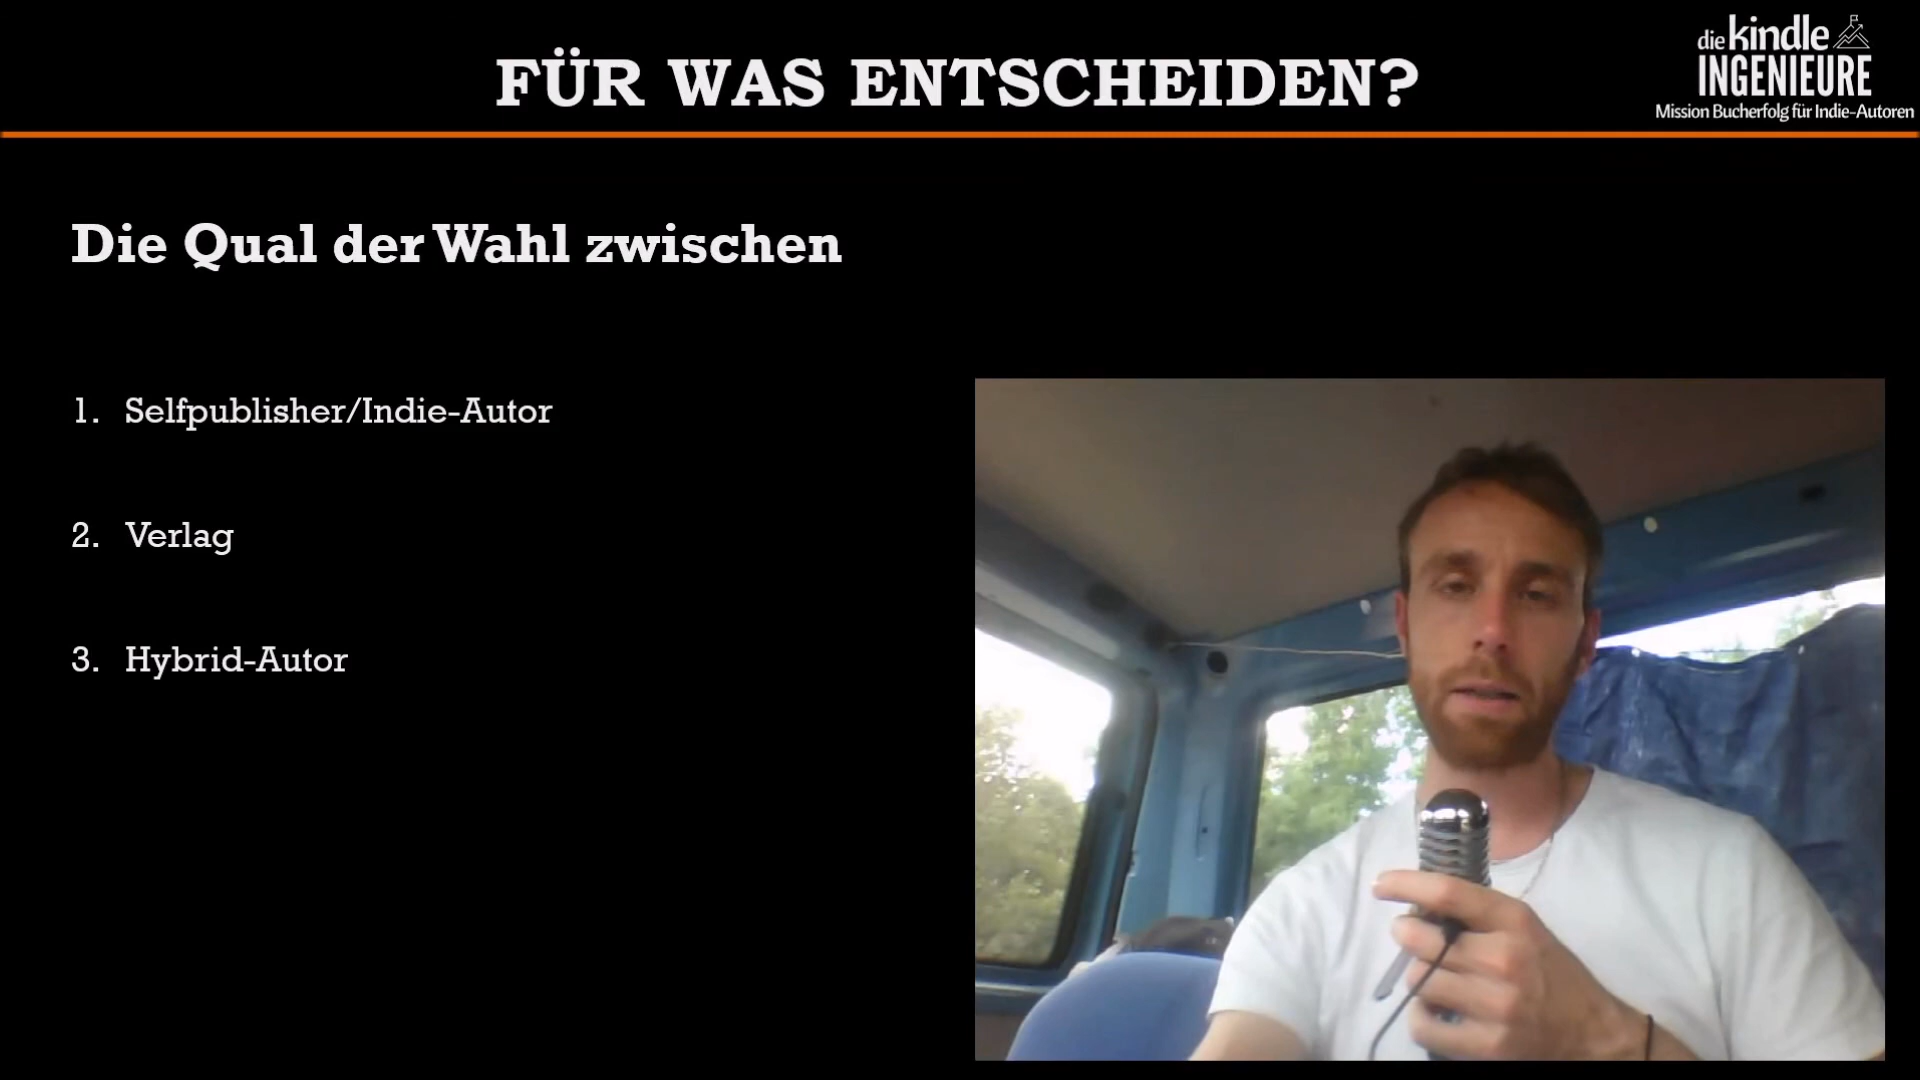 FÜR WAS ENTSCHEIDEN?
die kindle
INGENIEURE
Mission Bucherfolg für Indie-Autoren
Die Qual der Wahl zwischen
1. Selfpublisher/Indie-Autor
2. Verlag
3. Hybrid-Autor